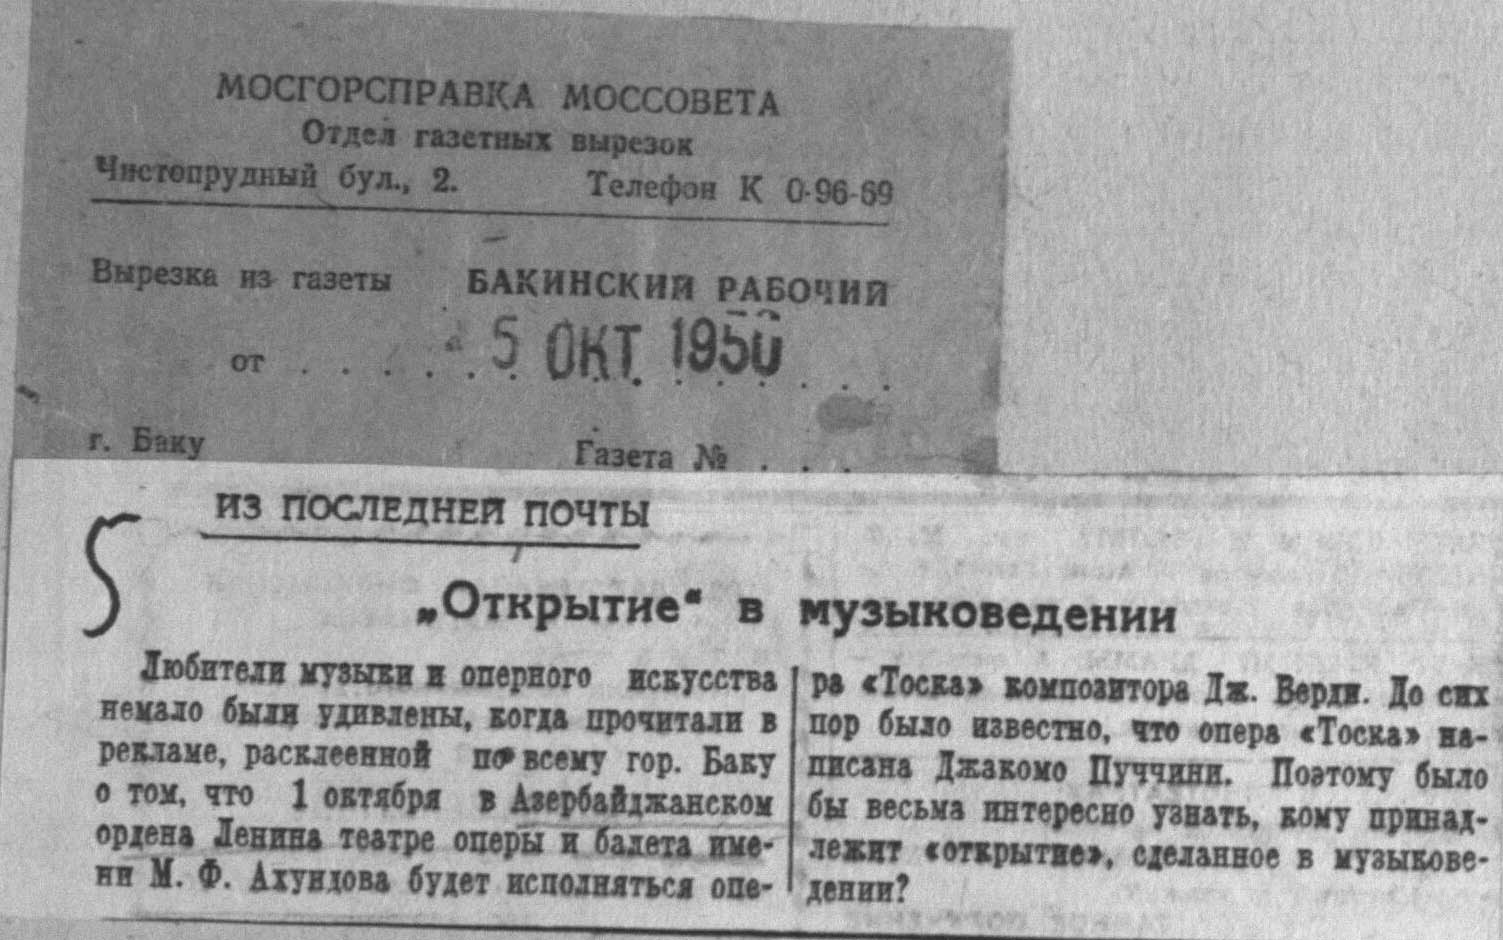 МОСГОРСПРАВКА МОССОВЕТА
Отдел газетных вырезок
Чистопрудный бул., 2. Телефон К 0-96-69
Вырезка из газеты БАКИНСКИЙ РАБОЧИЙ
от . . . . . . 5 ОКТ 1950 . . .
г. Баку Газета № . . .
ИЗ ПОСЛЕДНЕЙ ПОЧТЫ
„Открытие“ в музыковедении
Любители музыки и оперного искусства
немало были удивлены, когда прочитали в
рекламе, расклеенной по всему гор. Баку
о том, что 1 октября в Азербайджанском
ордена Ленина театре оперы и балета име-
ни М. Ф. Ахундова будет исполняться опе-
ра «Тоска» композитора Дж. Верди. До сих
пор было известно, что опера «Тоска» на-
писана Джакомо Пуччини. Поэтому было
бы весьма интересно узнать, кому принад-
лежит «открытие», сделанное в музыкове-
дении?